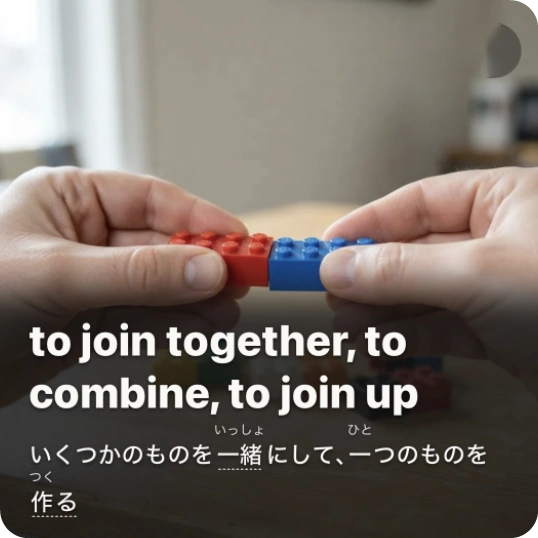 to join together, to
combine, to join up
いっしょ ひと
いくつかのものを一緒にして、一つのものを
つく
作る